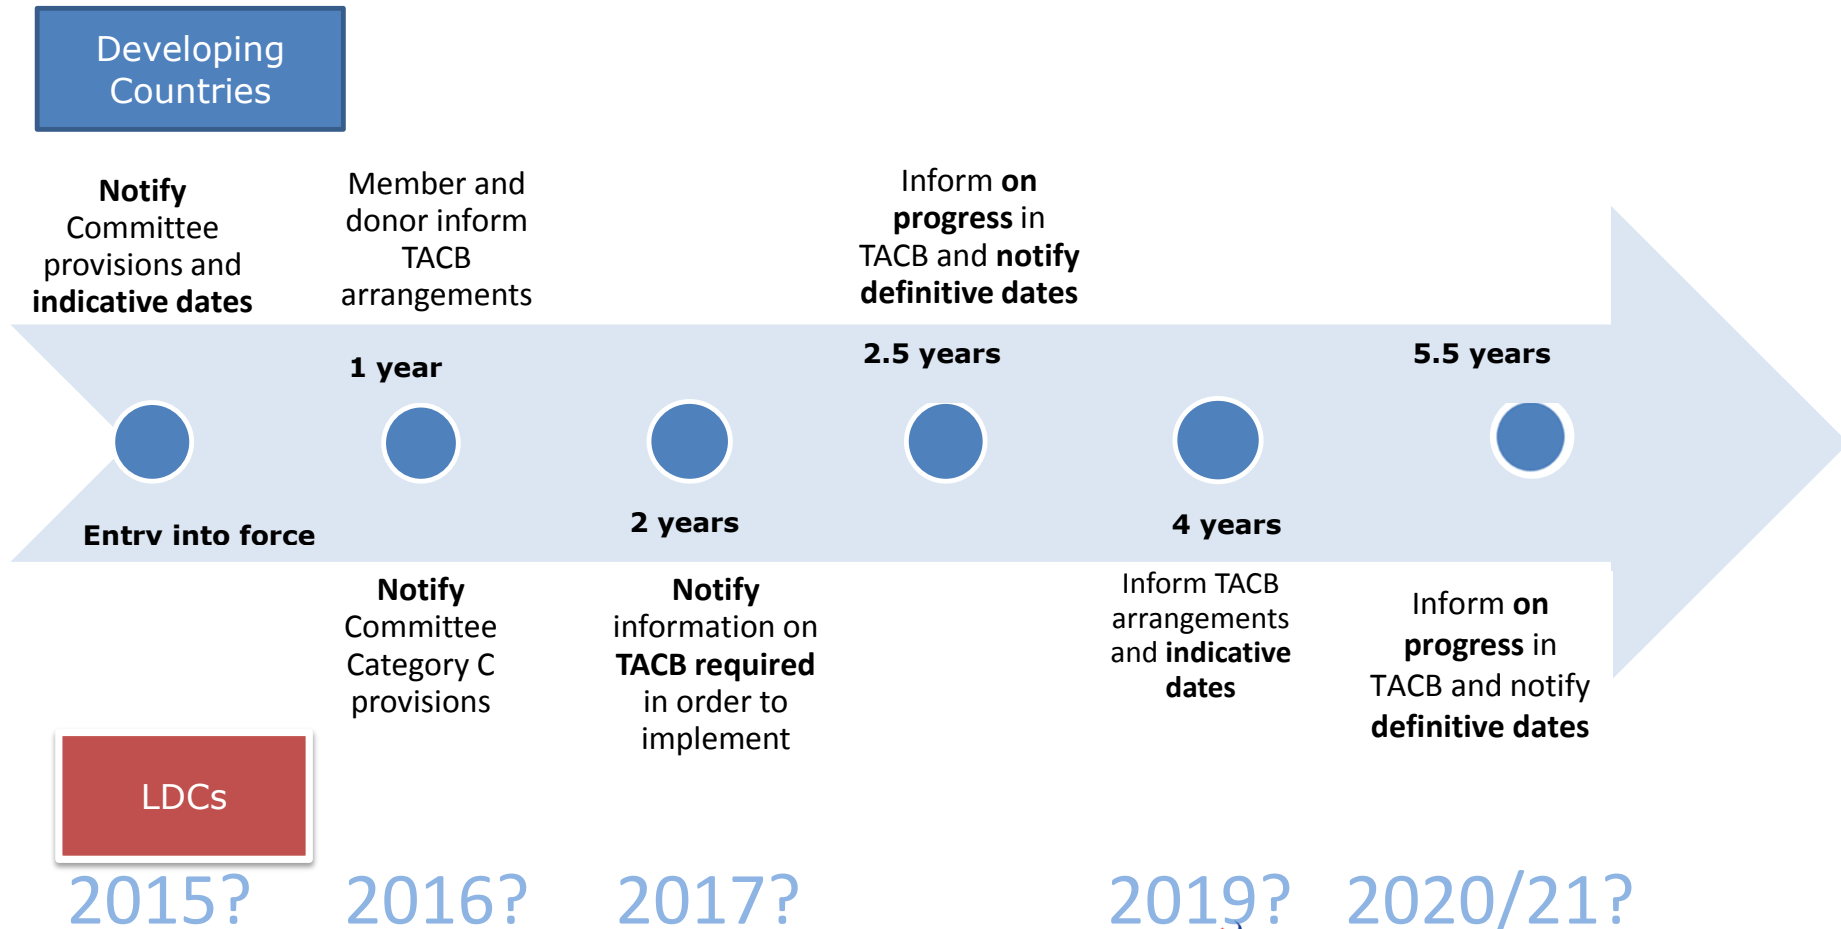 Developing
Countries
Notify
Committee
provisions and
indicative dates
Member and
donor inform
TACB
arrangements
Inform on
progress in
TACB and notify
definitive dates
1 year
2.5 years
5.5 years
Entry into force
2 years
4 years
Notify
Committee
Category C
provisions
Notify
information on
TACB required
in order to
implement
Inform TACB
arrangements
and indicative
dates
Inform on
progress in
TACB and notify
definitive dates
LDCs
2015?
2016?
2017?
2019?
2020/21?